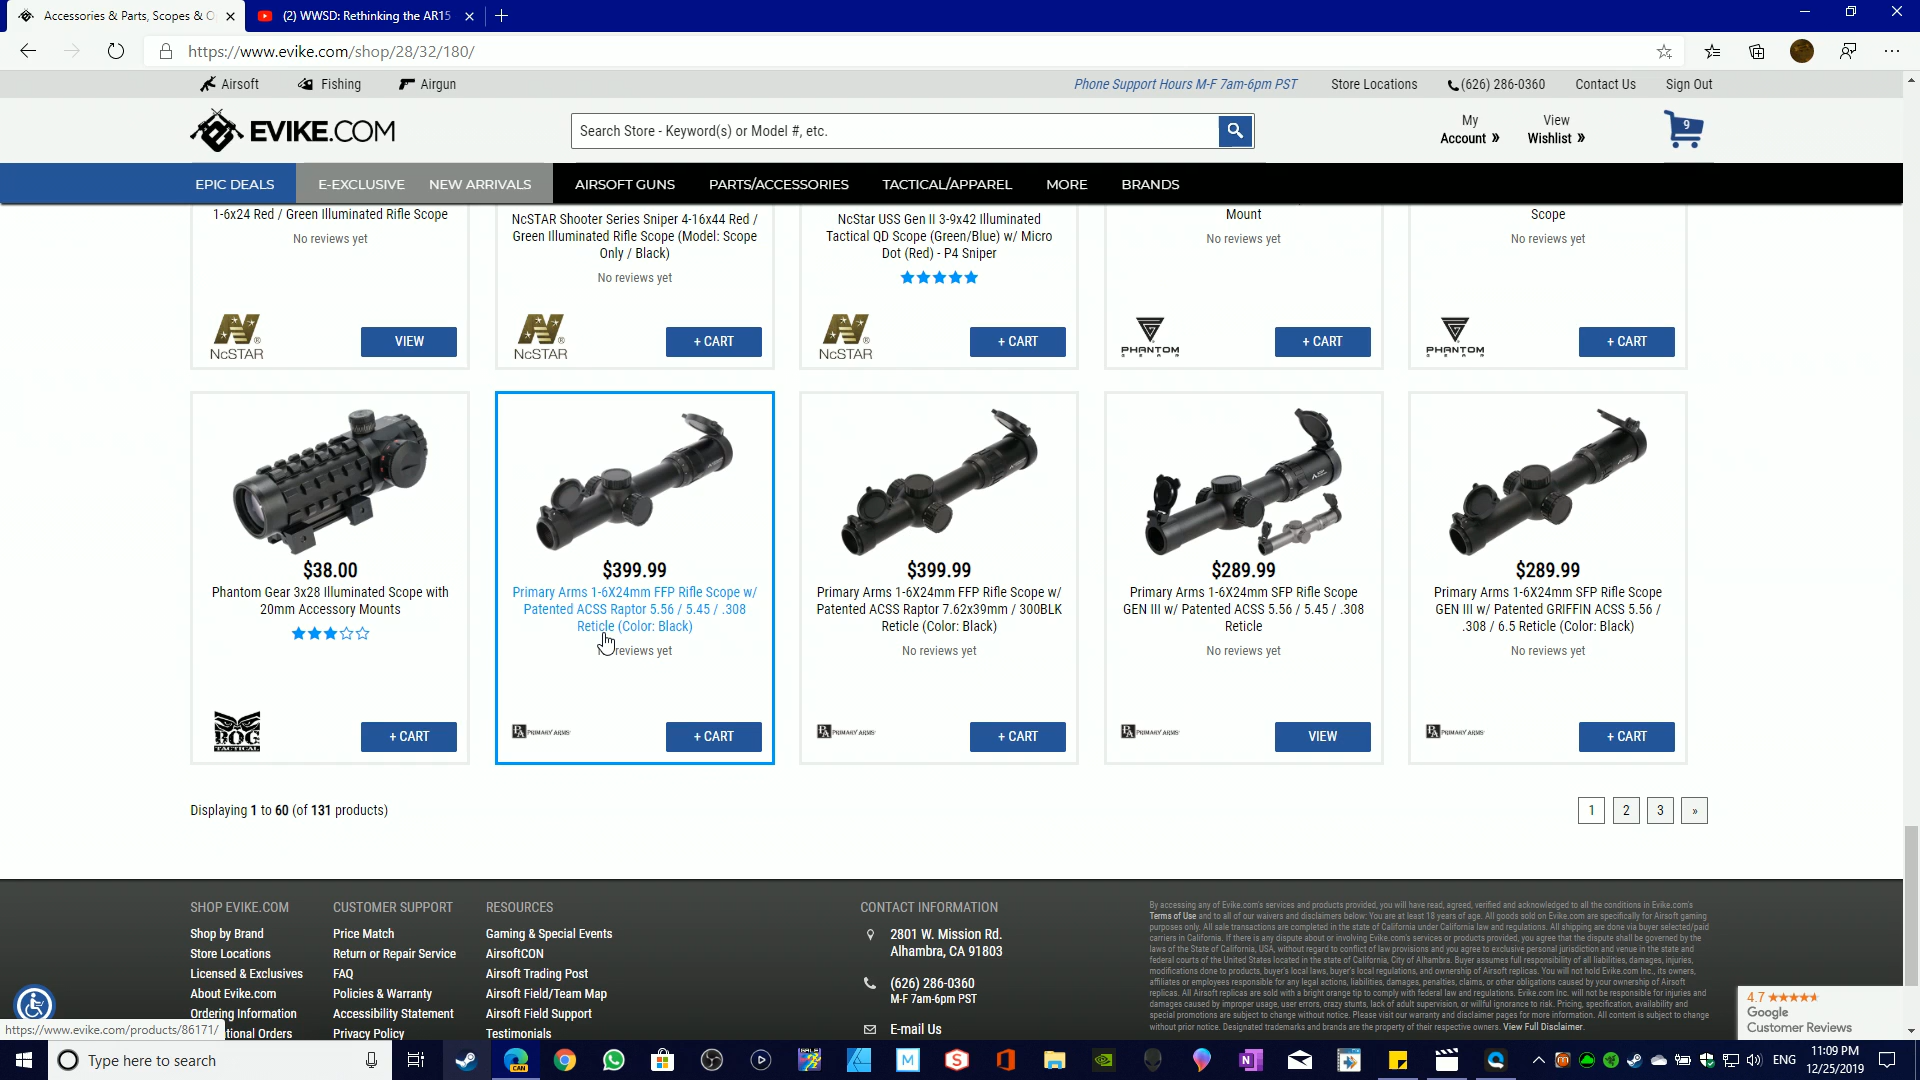 Accessories & Parts, Scopes & O
(2) WWSD: Rethinking the AR15
https://www.evike.com/shop/28/32/180/
Airsoft
Fishing
Airgun
Phone Support Hours M-F 7am-6pm PST
Store Locations
(626) 286-0360
Contact Us
Sign Out
EVIKE.COM
Search Store - Keyword(s) or Model #, etc.
My
Account »
View
Wishlist »
9
EPIC DEALS
E-EXCLUSIVE
NEW ARRIVALS
AIRSOFT GUNS
PARTS/ACCESSORIES
TACTICAL/APPAREL
MORE
BRANDS
1-6x24 Red / Green Illuminated Rifle Scope
No reviews yet
NcSTAR
VIEW
NcSTAR Shooter Series Sniper 4-16x44 Red /
Green Illuminated Rifle Scope (Model: Scope
Only / Black)
No reviews yet
NcSTAR
+ CART
NcStar USS Gen II 3-9x42 Illuminated
Tactical QD Scope (Green/Blue) w/ Micro
Dot (Red) - P4 Sniper
NcSTAR
+ CART
Mount
No reviews yet
PHANTOM
GEAR
+ CART
Scope
No reviews yet
PHANTOM
GEAR
+ CART
$38.00
Phantom Gear 3x28 Illuminated Scope with
20mm Accessory Mounts
BOG
TACTICAL
+ CART
$399.99
Primary Arms 1-6X24mm FFP Rifle Scope w/
Patented ACSS Raptor 5.56 / 5.45 / .308
Reticle (Color: Black)
reviews yet
PRIMARY ARMS
+ CART
$399.99
Primary Arms 1-6X24mm FFP Rifle Scope w/
Patented ACSS Raptor 7.62x39mm / 300BLK
Reticle (Color: Black)
No reviews yet
PRIMARY ARMS
+ CART
$289.99
Primary Arms 1-6X24mm SFP Rifle Scope
GEN III w/ Patented ACSS 5.56 / 5.45 / .308
Reticle
No reviews yet
PRIMARY ARMS
VIEW
$289.99
Primary Arms 1-6X24mm SFP Rifle Scope
GEN III w/ Patented GRIFFIN ACSS 5.56 /
.308 / 6.5 Reticle (Color: Black)
No reviews yet
PRIMARY ARMS
+ CART
Displaying 1 to 60 (of 131 products)
1 2 3 »
SHOP EVIKE.COM
Shop by Brand
Store Locations
Licensed & Exclusives
About Evike.com
Ordering Information
tional Orders
CUSTOMER SUPPORT
Price Match
Return or Repair Service
FAQ
Policies & Warranty
Accessibility Statement
Privacy Policy
RESOURCES
Gaming & Special Events
AirsoftCON
Airsoft Trading Post
Airsoft Field/Team Map
Airsoft Field Support
Testimonials
CONTACT INFORMATION
2801 W. Mission Rd.
Alhambra, CA 91803
(626) 286-0360
M-F 7am-6pm PST
E-mail Us
By accessing any of Evike.com's services and products provided, you will have read, agreed, verified and acknowledged to all the conditions in Evike.com's
Terms of Use and to all of our waivers and disclaimers below: You are at least 18 years of age. All goods sold on Evike.com are specifically for Airsoft gaming
purposes only. All sale transactions are completed in the state of California under California law and regulations. All shipping are done via buyer selected/paid
carriers in California. If there is any dispute about or involving Evike.com's services or products provided, you agree that the dispute shall be governed by the
laws of the State of California, USA, without regard to conflict of law provisions and you agree to exclusive personal jurisdiction and venue in the state and
federal courts of the United States located in the state of California, City of Alhambra. Buyer assumes full responsibility of all liabilities, damages, injuries,
modifications done to products, buyer's local laws, buyer's local regulations, and ownership of Airsoft replicas. You will not hold Evike.com Inc., its owners,
affiliates or employees responsible for any legal actions, liabilities, damages, penalties, claims, or other obligations caused by your ownership of Airsoft
replicas. All Airsoft replicas are sold with a bright orange tip to comply with federal law and regulations. Evike.com Inc. will not be responsible for injuries and
damages caused by improper usage, user errors, crazy stunts, lack of adult supervision, or willful ignorance to risk. Pricing, specification, availability and
special promotions are subject to change without notice. Please visit our warranty and disclaimer pages for more information. All content is subject to change
without prior notice. Designated trademarks and brands are the property of their respective owners. View Full Disclaimer.
4.7
Google
Customer Reviews
https://www.evike.com/products/86171/
Type here to search
CAN
ENG
11:09 PM
12/25/2019